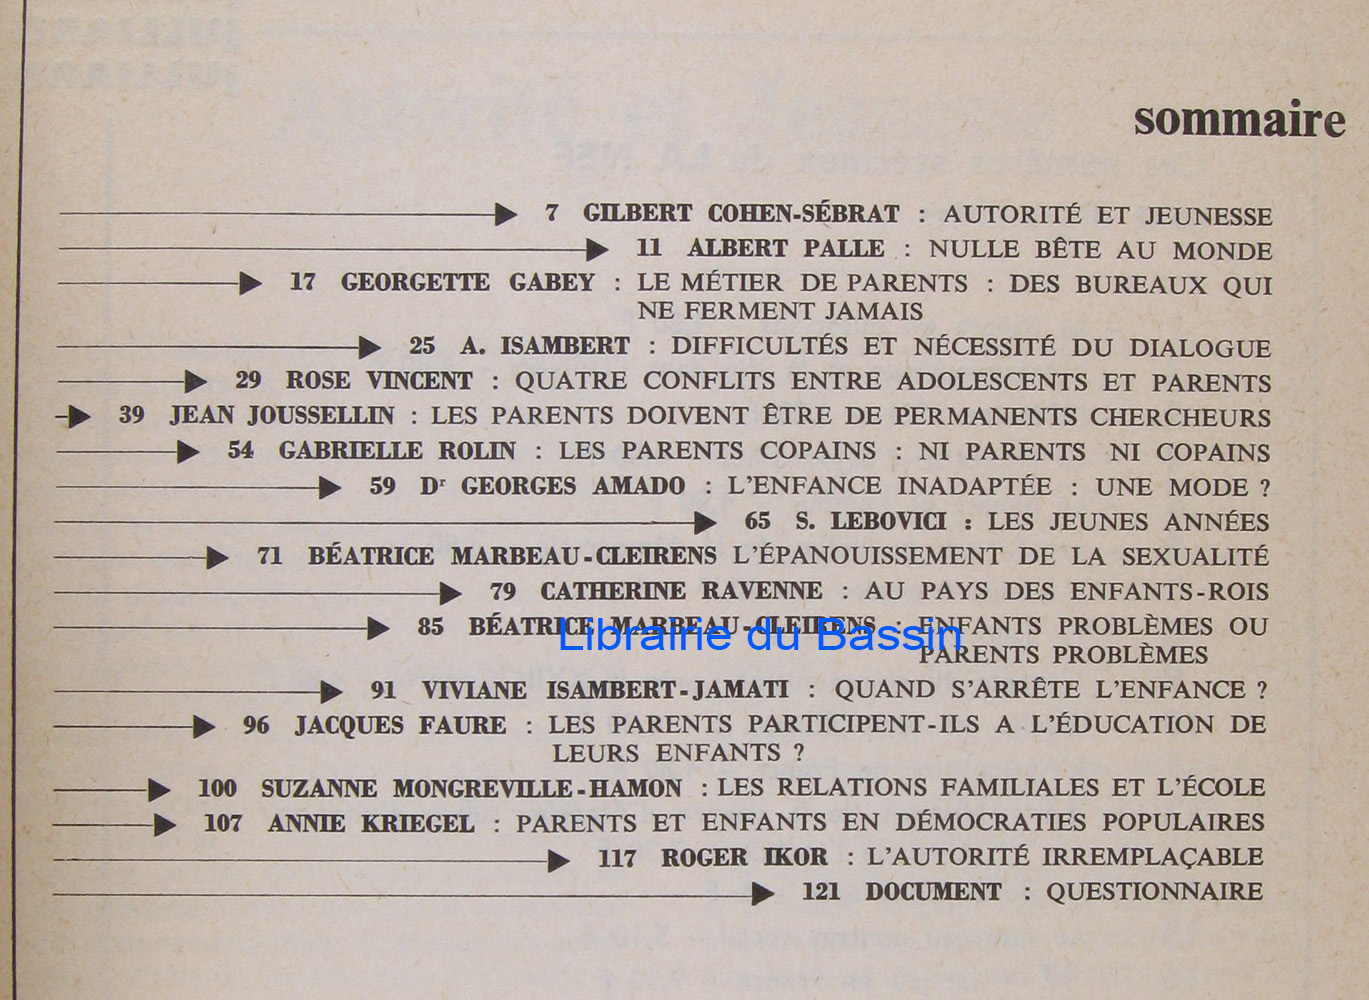 sommaire
7 GILBERT COHEN-SÉBRAT : AUTORITÉ ET JEUNESSE
11 ALBERT PALLE : NULLE BÊTE AU MONDE
17 GEORGETTE GABEY : LE MÉTIER DE PARENTS : DES BUREAUX QUI
NE FERMENT JAMAIS
25 A. ISAMBERT : DIFFICULTÉS ET NÉCESSITÉ DU DIALOGUE
29 ROSE VINCENT : QUATRE CONFLITS ENTRE ADOLESCENTS ET PARENTS
39 JEAN JOUSSELLIN : LES PARENTS DOIVENT ÊTRE DE PERMANENTS CHERCHEURS
54 GABRIELLE ROLIN : LES PARENTS COPAINS : NI PARENTS NI COPAINS
59 Dr GEORGES AMADO : L'ENFANCE INADAPTÉE : UNE MODE ?
65 S. LEBOVICI : LES JEUNES ANNÉES
71 BÉATRICE MARBEAU-CLEIRENS L'ÉPANOUISSEMENT DE LA SEXUALITÉ
79 CATHERINE RAVENNE : AU PAYS DES ENFANTS-ROIS
85 BÉATRICE MARBEAU-CLEIRENS : ENFANTS PROBLÈMES OU
Librairie du Bassin
PARENTS PROBLÈMES
91 VIVIANE ISAMBERT-JAMATI : QUAND S'ARRÊTE L'ENFANCE ?
96 JACQUES FAURE : LES PARENTS PARTICIPENT-ILS A L'ÉDUCATION DE
LEURS ENFANTS ?
100 SUZANNE MONGREVILLE-HAMON : LES RELATIONS FAMILIALES ET L'ÉCOLE
107 ANNIE KRIEGEL : PARENTS ET ENFANTS EN DÉMOCRATIES POPULAIRES
117 ROGER IKOR : L'AUTORITÉ IRREMPLAÇABLE
121 DOCUMENT : QUESTIONNAIRE